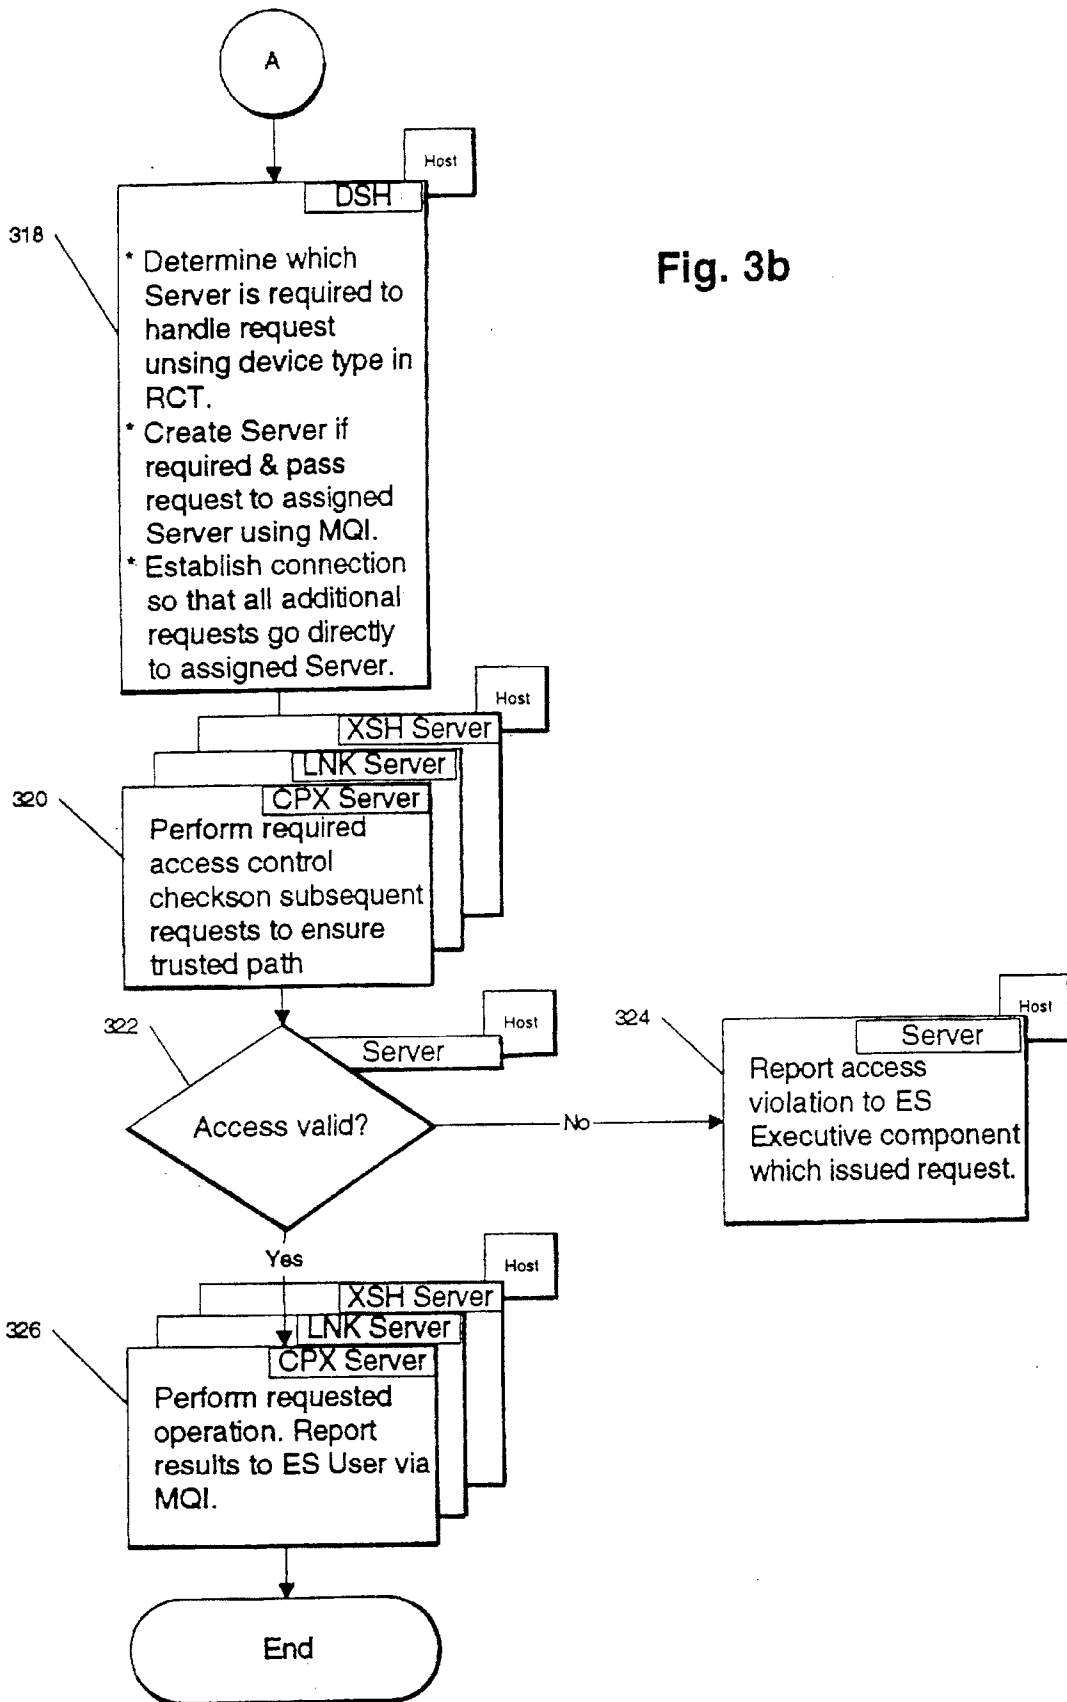 A
Host
DSH
318
* Determine which
Server is required to
handle request
unsing device type in
RCT.
* Create Server if
required & pass
request to assigned
Server using MQI.
* Establish connection
so that all additional
requests go directly
to assigned Server.
Fig. 3b
Host
XSH Server
LNK Server
CPX Server
320
Perform required
access control
checkson subsequent
requests to ensure
trusted path
322
Host
Server
Access valid?
No
324
Host
Server
Report access
violation to ES
Executive component
which issued request.
Yes
Host
XSH Server
LNK Server
CPX Server
326
Perform requested
operation. Report
results to ES User via
MQI.
End